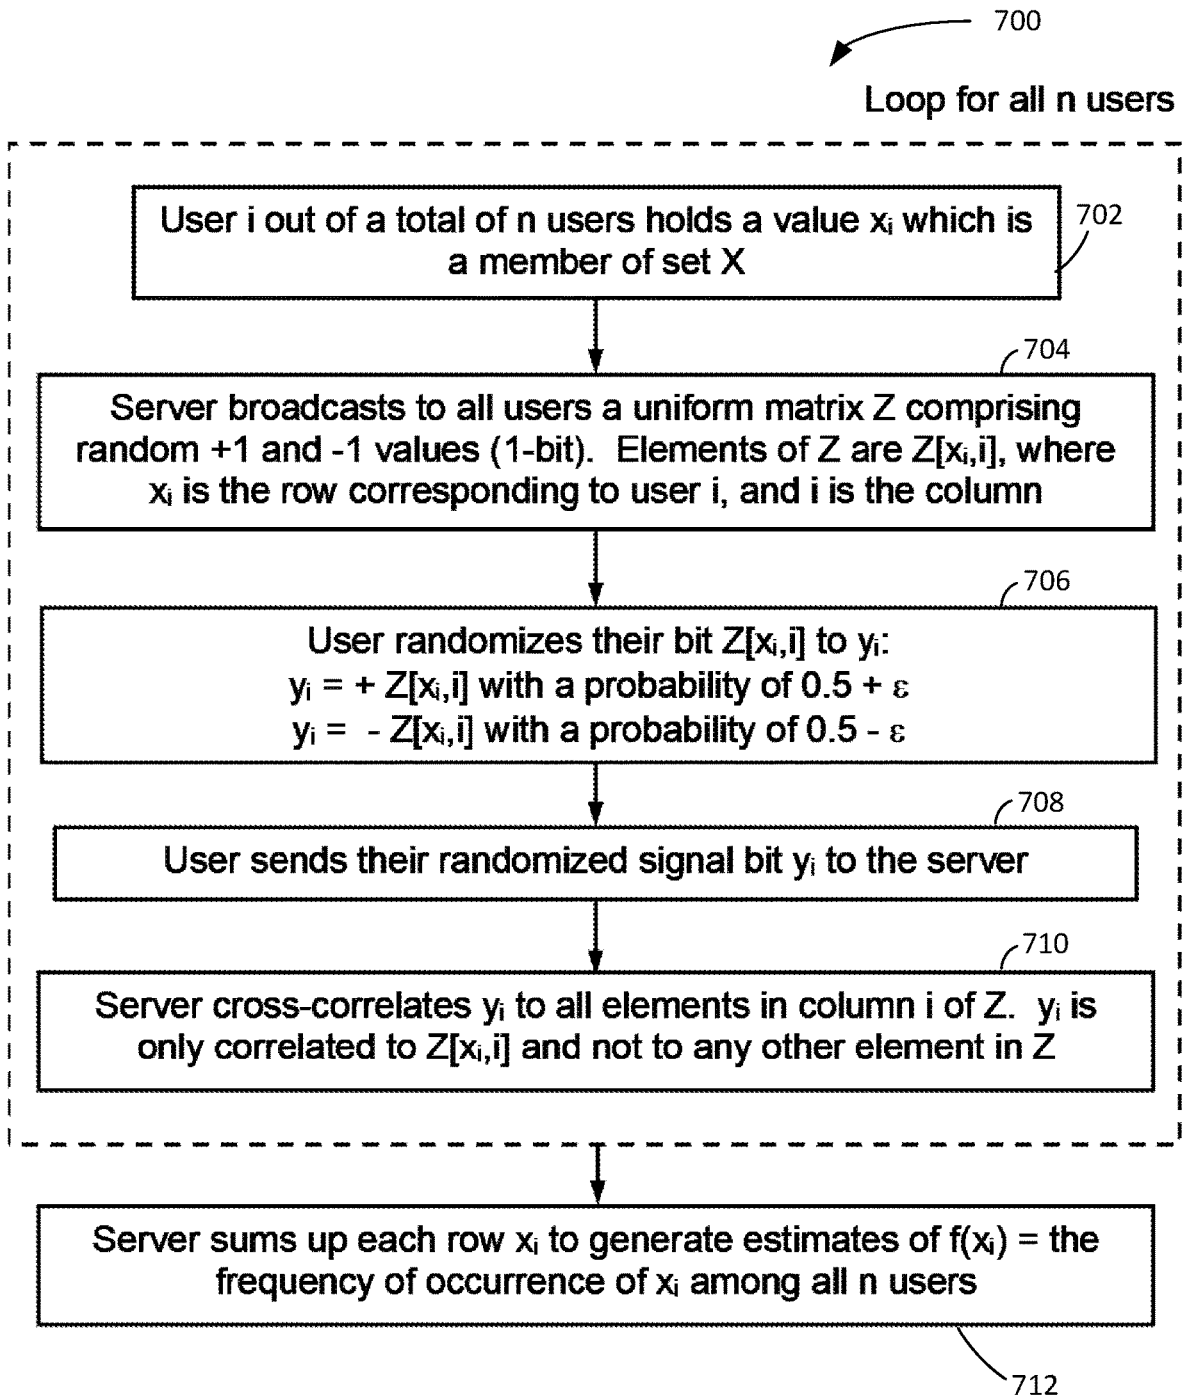 700
Loop for all n users
User i out of a total of n users holds a value xᵢ which is
a member of set X
702
704
Server broadcasts to all users a uniform matrix Z comprising
random +1 and -1 values (1-bit).  Elements of Z are Z[xᵢ,i], where
xᵢ is the row corresponding to user i, and i is the column
706
User randomizes their bit Z[xᵢ,i] to yᵢ:
yᵢ = + Z[xᵢ,i] with a probability of 0.5 + ε
yᵢ =  - Z[xᵢ,i] with a probability of 0.5 - ε
708
User sends their randomized signal bit yᵢ to the server
710
Server cross-correlates yᵢ to all elements in column i of Z.  yᵢ is
only correlated to Z[xᵢ,i] and not to any other element in Z
Server sums up each row xᵢ to generate estimates of f(xᵢ) = the
frequency of occurrence of xᵢ among all n users
712